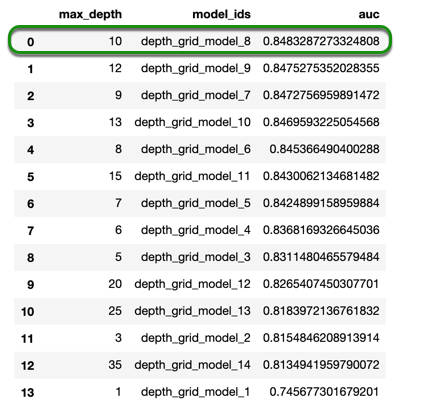 max_depth model_ids auc
0 10 depth_grid_model_8 0.8483287273324808
1 12 depth_grid_model_9 0.8475275352028355
2 9 depth_grid_model_7 0.8472756959891472
3 13 depth_grid_model_10 0.8469593225054568
4 8 depth_grid_model_6 0.845366490400288
5 15 depth_grid_model_11 0.8430062134681482
6 7 depth_grid_model_5 0.8424899158959884
7 6 depth_grid_model_4 0.8368169326645036
8 5 depth_grid_model_3 0.8311480465579484
9 20 depth_grid_model_12 0.8265407450307701
10 25 depth_grid_model_13 0.8183972136761832
11 3 depth_grid_model_2 0.8154846208913914
12 35 depth_grid_model_14 0.8134941959790072
13 1 depth_grid_model_1 0.745677301679201